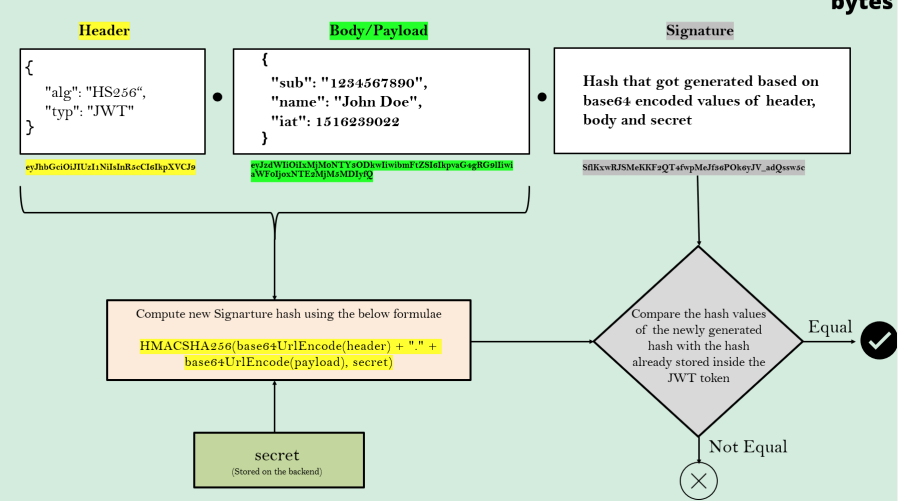 bytes
Header
Body/Payload
Signature
{
"alg": "HS256“,
"typ": "JWT"
}
{
"sub": "1234567890",
"name": "John Doe",
"iat": 1516239022
}
Hash that got generated based on
base64 encoded values of header,
body and secret
eyJhbGciOiJIUzI1NiIsInR5cCI6IkpXVCJ9
eyJzdWIiOiIxMjM0NTY3ODkwIiwibmFtZSI6IkpvaG4gRG9lIiwi
aWF0IjoxNTE2MjM5MDIyfQ
SflKxwRJSMeKKF2QT4fwpMeJf36POk6yJV_adQssw5c
Compute new Signarture hash using the below formulae
HMACSHA256(base64UrlEncode(header) + "." +
base64UrlEncode(payload), secret)
Compare the hash values
of the newly generated
hash with the hash
already stored inside the
JWT token
Equal
Not Equal
secret
(Stored on the backend)